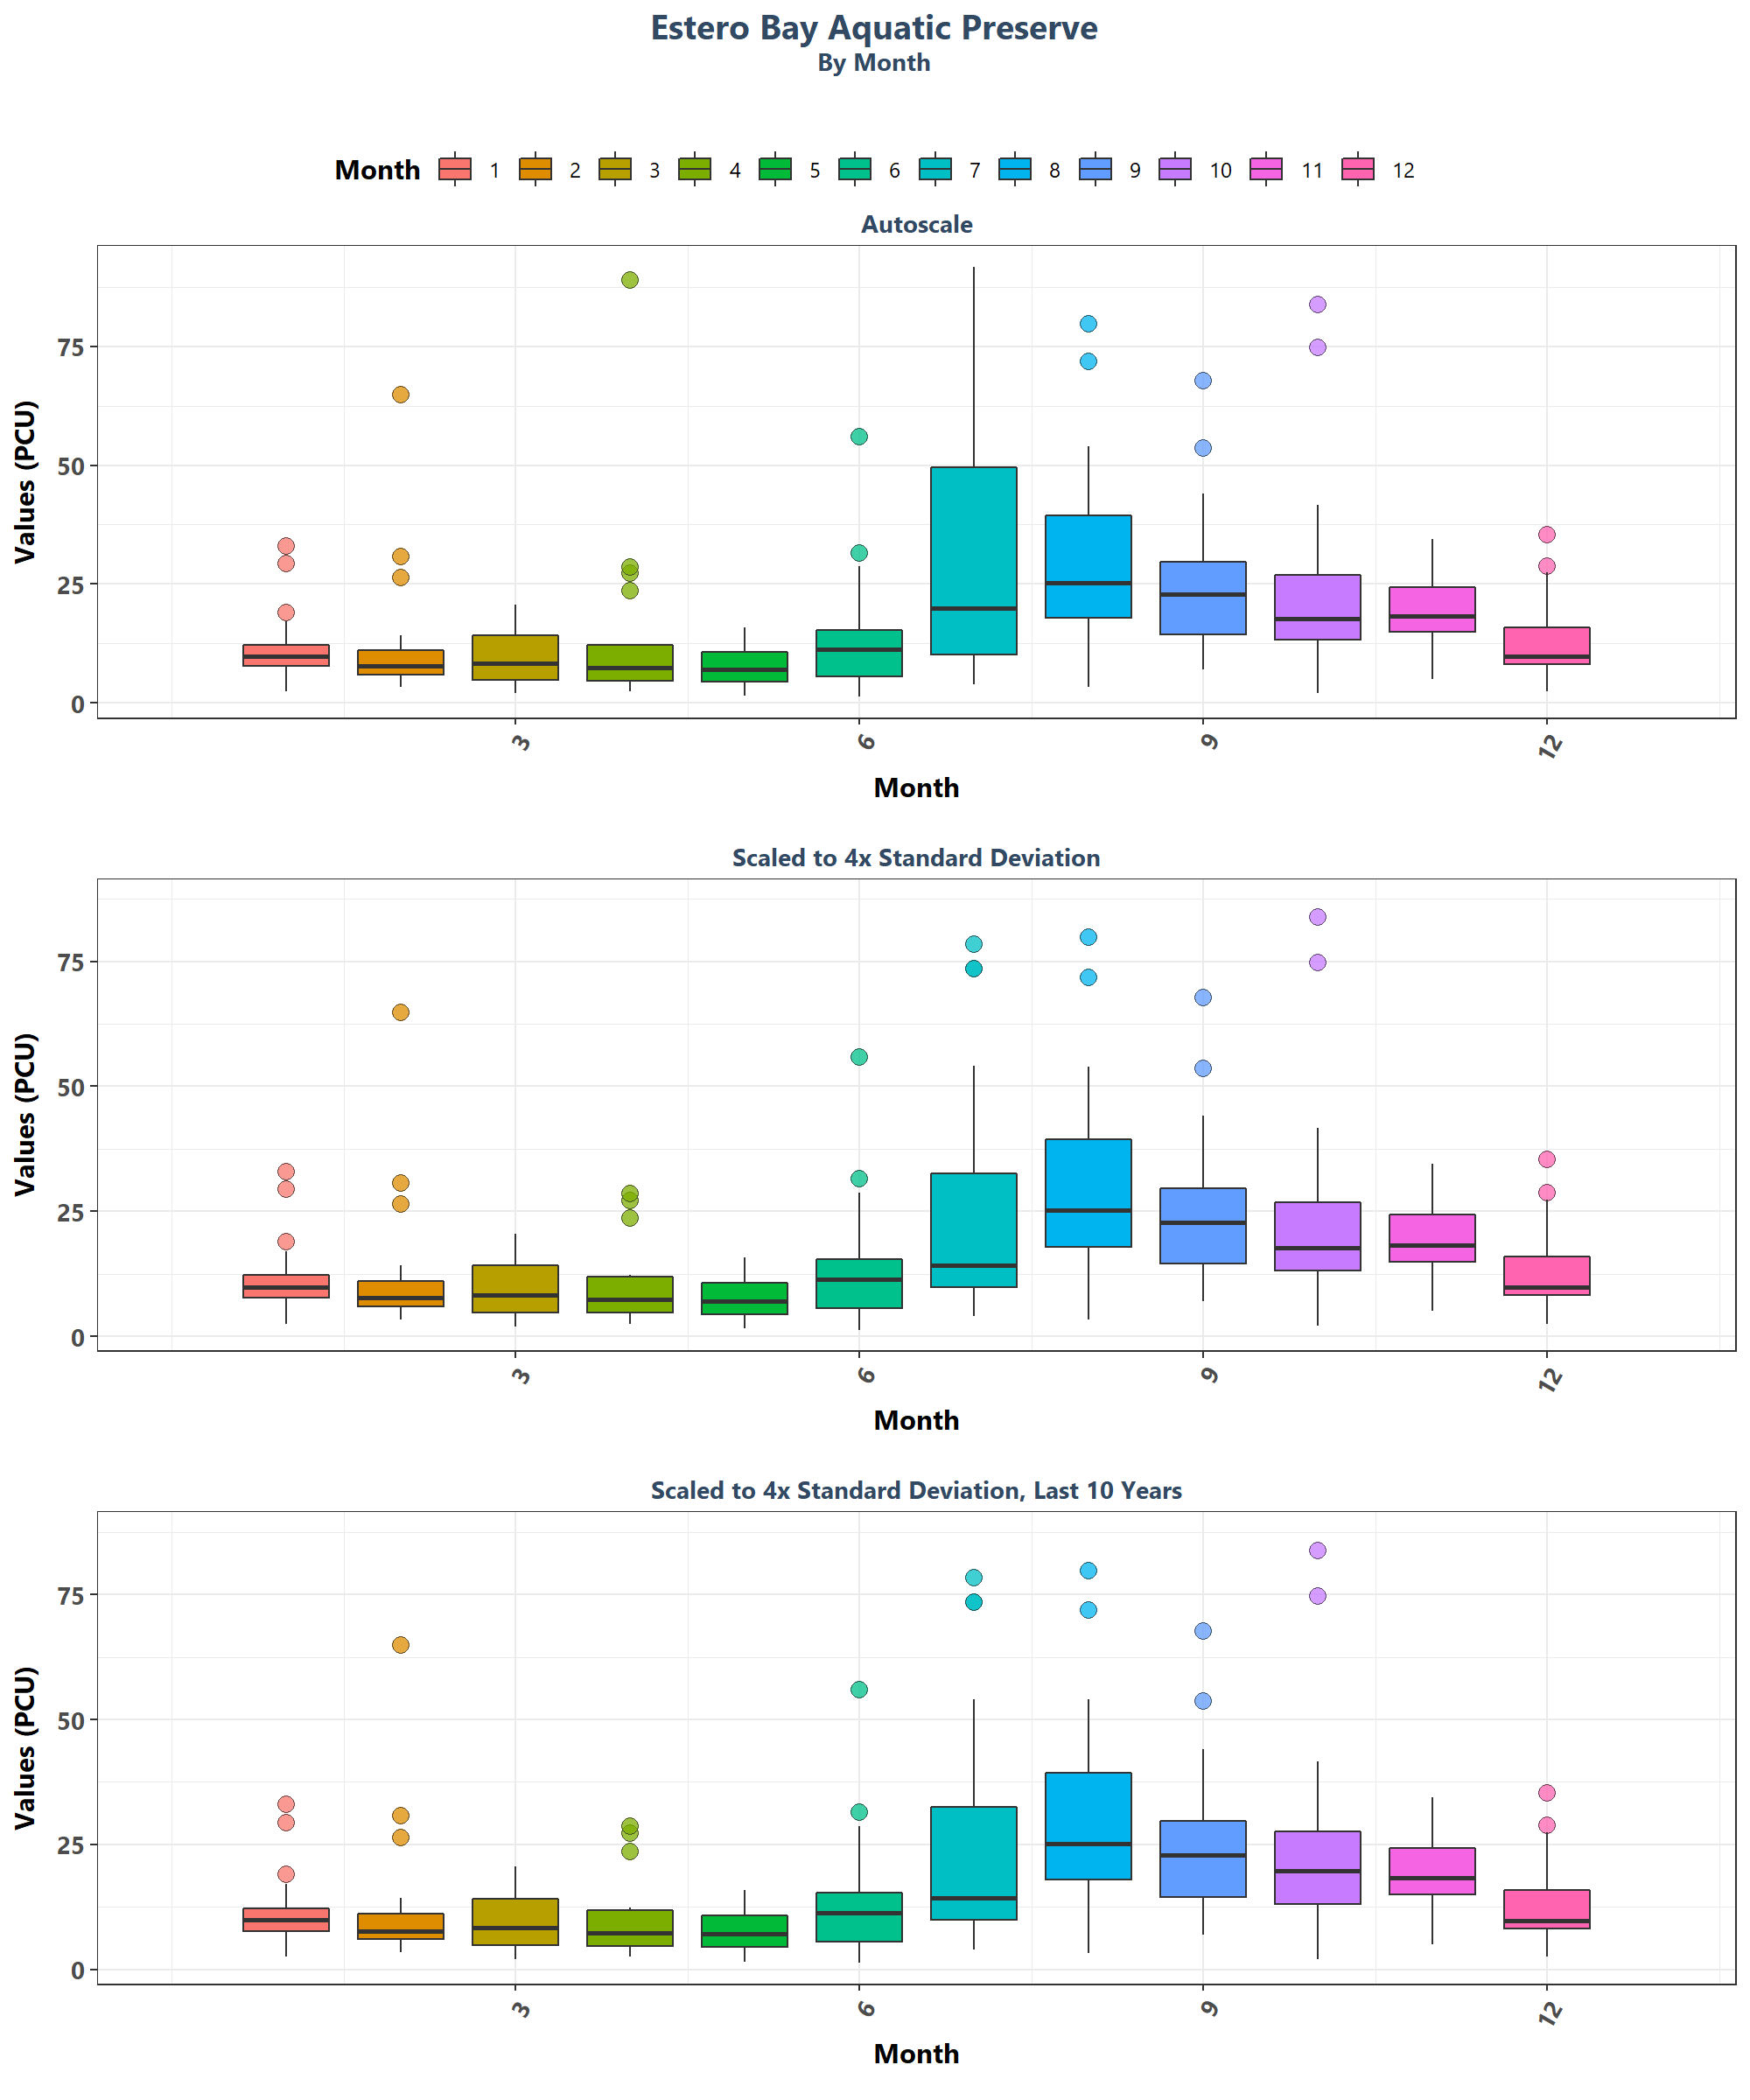 Estero Bay Aquatic Preserve
By Month
Month 1 2 3 4 5 6 7 8 9 10 11 12
Autoscale
Values (PCU)
75
50
25
0
3 6 9 12
Month
Scaled to 4x Standard Deviation
Values (PCU)
75
50
25
0
3 6 9 12
Month
Scaled to 4x Standard Deviation, Last 10 Years
Values (PCU)
75
50
25
0
3 6 9 12
Month